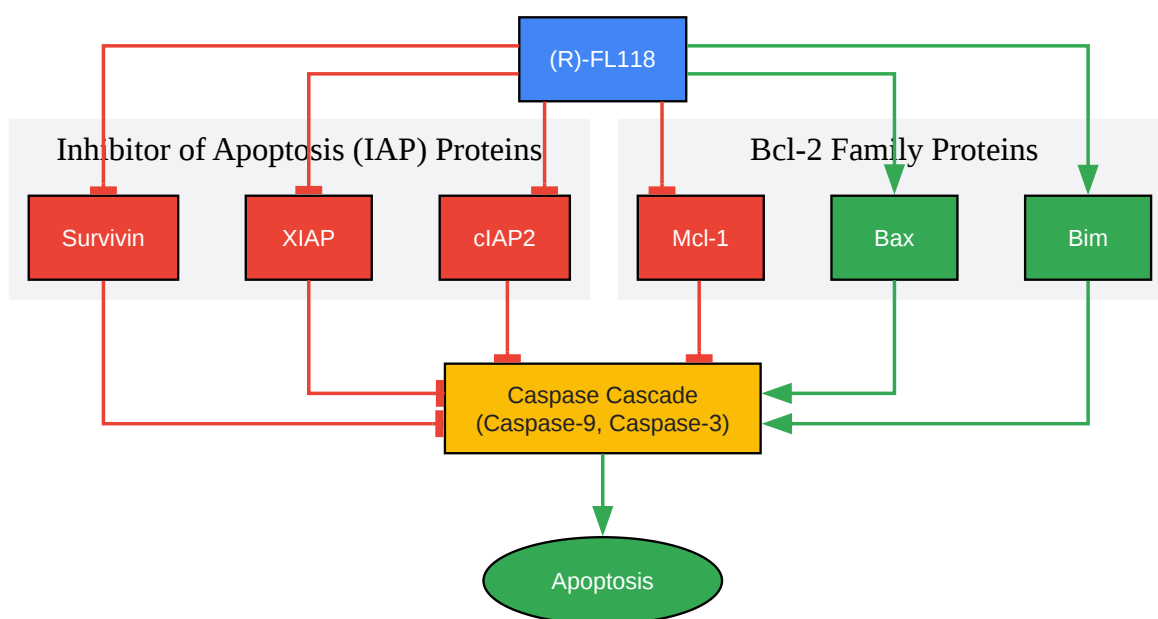 (R)-FL118
Inhibitor of Apoptosis (IAP) Proteins
Bcl-2 Family Proteins
Survivin
XIAP
cIAP2
Mcl-1
Bax
Bim
Caspase Cascade
(Caspase-9, Caspase-3)
Apoptosis